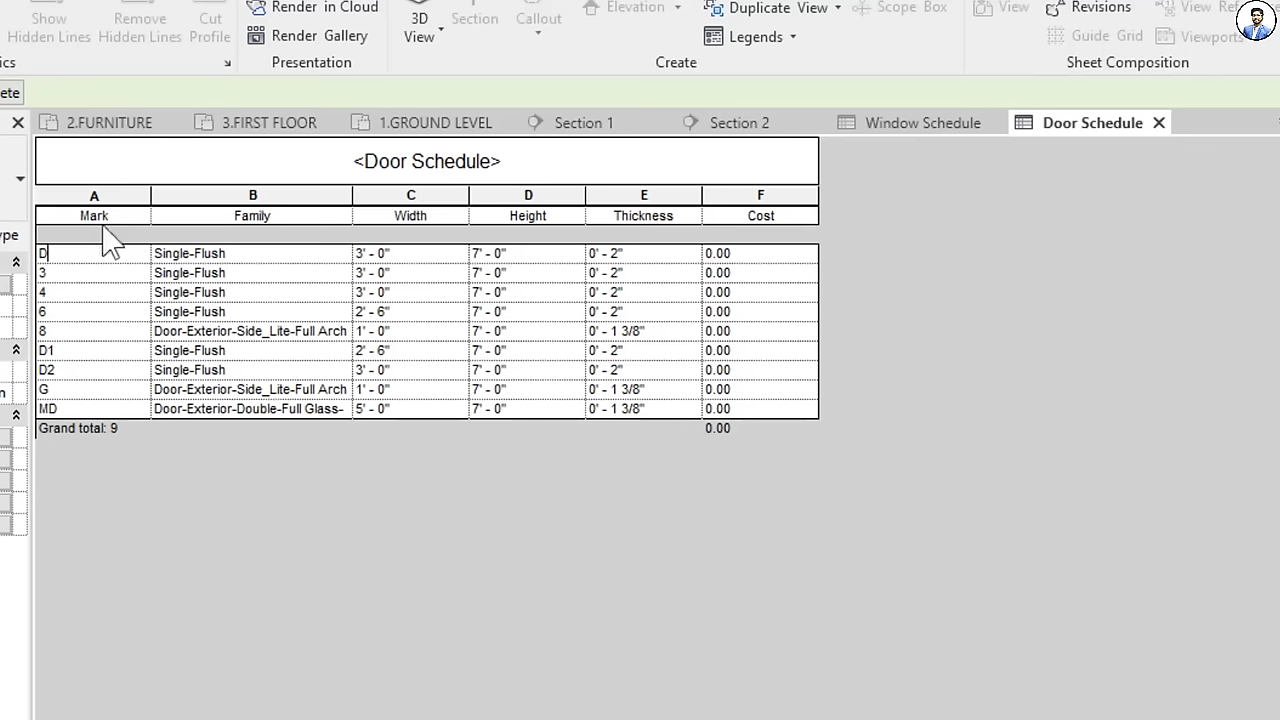 Show Remove Cut Render in Cloud 3D Section Callout Elevation Duplicate View Scope Box View Revisions View
Hidden Lines Hidden Lines Profile Render Gallery View Legends Guide Grid Viewports
Presentation Create Sheet Composition
2.FURNITURE 3.FIRST FLOOR 1.GROUND LEVEL Section 1 Section 2 Window Schedule Door Schedule
<Door Schedule>
A B C D E F
Mark Family Width Height Thickness Cost
D Single-Flush 3' - 0" 7' - 0" 0' - 2" 0.00
3 Single-Flush 3' - 0" 7' - 0" 0' - 2" 0.00
4 Single-Flush 3' - 0" 7' - 0" 0' - 2" 0.00
6 Single-Flush 2' - 6" 7' - 0" 0' - 2" 0.00
8 Door-Exterior-Side_Lite-Full Arch 1' - 0" 7' - 0" 0' - 1 3/8" 0.00
D1 Single-Flush 2' - 6" 7' - 0" 0' - 2" 0.00
D2 Single-Flush 3' - 0" 7' - 0" 0' - 2" 0.00
G Door-Exterior-Side_Lite-Full Arch 1' - 0" 7' - 0" 0' - 1 3/8" 0.00
MD Door-Exterior-Double-Full Glass- 5' - 0" 7' - 0" 0' - 1 3/8" 0.00
Grand total: 9 0.00